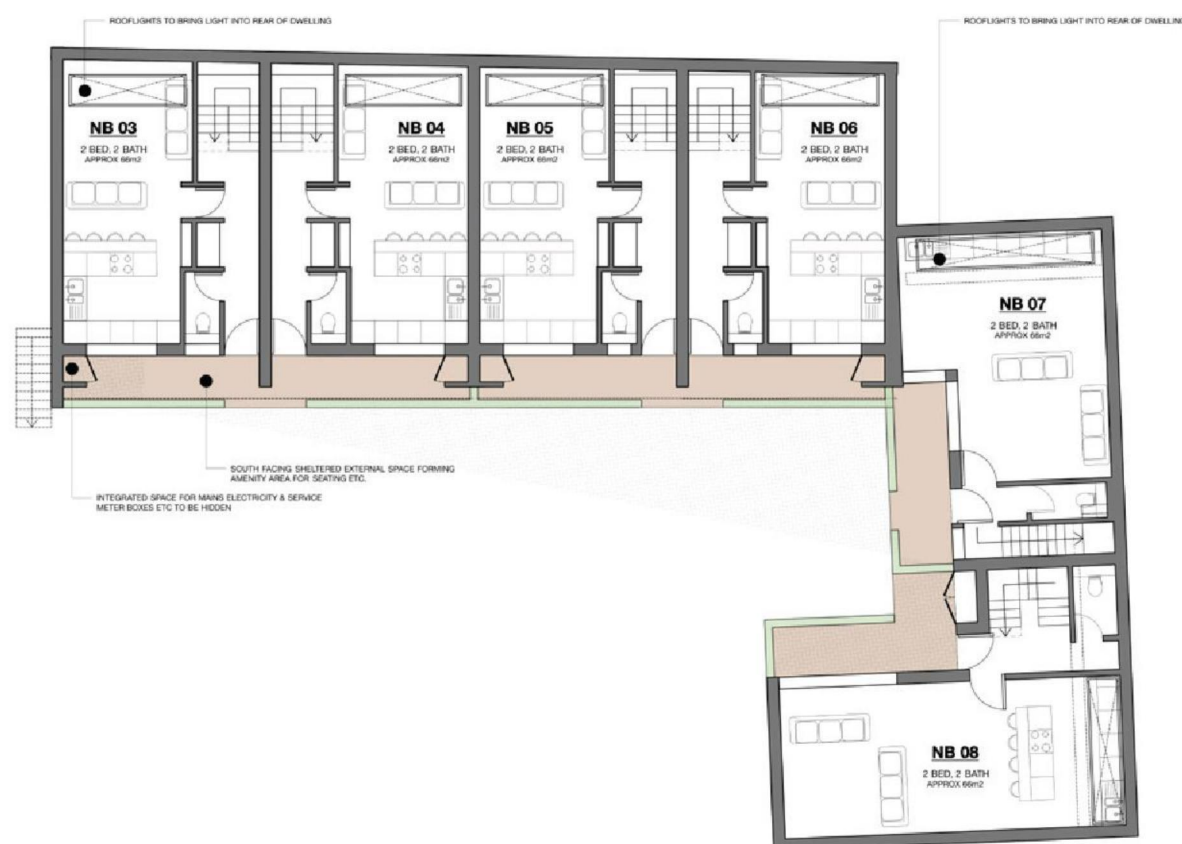 ROOFLIGHTS TO BRING LIGHT INTO REAR OF DWELLING
ROOFLIGHTS TO BRING LIGHT INTO REAR OF DWELLING
NB 03
2 BED, 2 BATH
APPROX 66m2
NB 04
2 BED, 2 BATH
APPROX 66m2
NB 05
2 BED, 2 BATH
APPROX 66m2
NB 06
2 BED, 2 BATH
APPROX 66m2
NB 07
2 BED, 2 BATH
APPROX 66m2
SOUTH FACING SHELTERED EXTERNAL SPACE FORMING
AMENITY AREA FOR SEATING ETC.
INTEGRATED SPACE FOR MAINS ELECTRICITY & SERVICE
METER BOXES ETC TO BE HIDDEN
NB 08
2 BED, 2 BATH
APPROX 66m2